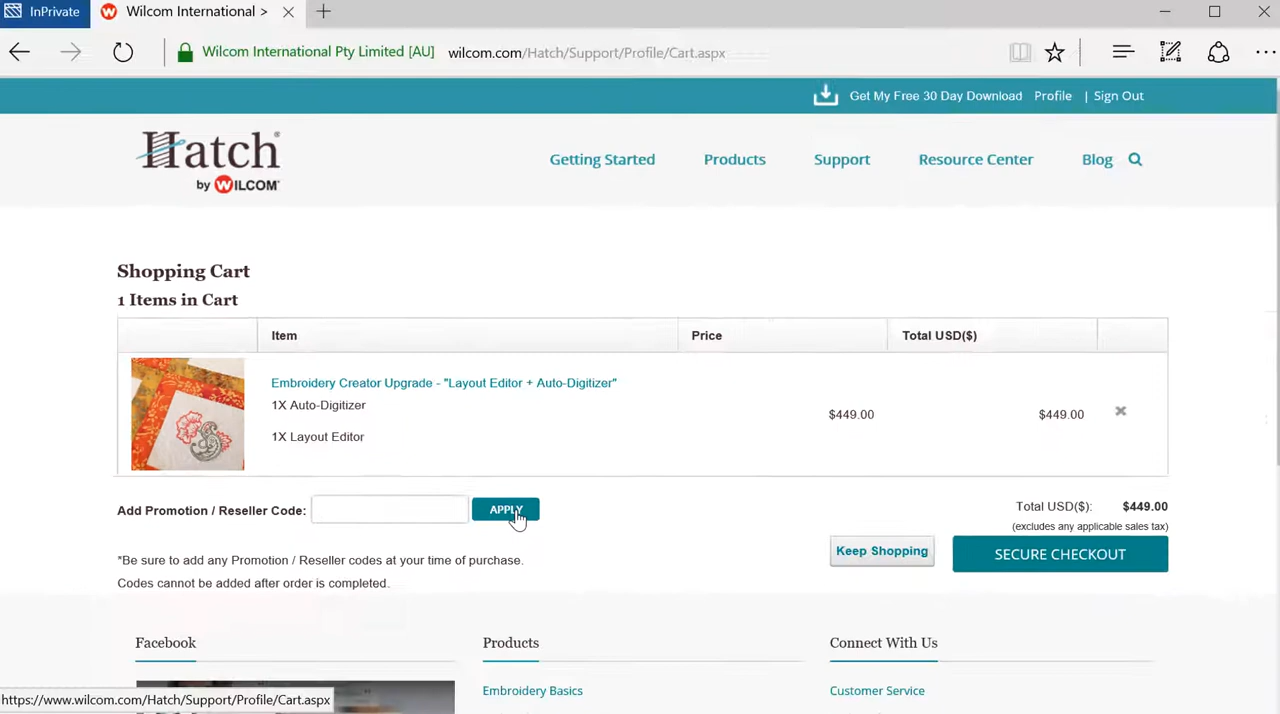 InPrivate
Wilcom International >
Wilcom International Pty Limited [AU]
wilcom.com/Hatch/Support/Profile/Cart.aspx
Get My Free 30 Day Download
Profile
| Sign Out
Hatch®
by WILCOM®
Getting Started
Products
Support
Resource Center
Blog
Shopping Cart
1 Items in Cart
Item
Price
Total USD($)
Embroidery Creator Upgrade - "Layout Editor + Auto-Digitizer"
1X Auto-Digitizer
1X Layout Editor
$449.00
$449.00
Add Promotion / Reseller Code:
APPLY
Total USD($):
$449.00
(excludes any applicable sales tax)
*Be sure to add any Promotion / Reseller codes at your time of purchase.
Codes cannot be added after order is completed.
Keep Shopping
SECURE CHECKOUT
Facebook
Products
Connect With Us
Embroidery Basics
Customer Service
https://www.wilcom.com/Hatch/Support/Profile/Cart.aspx